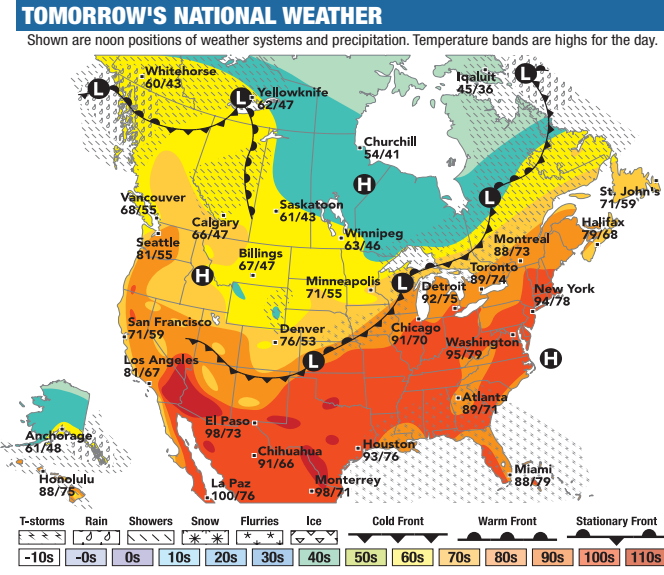 TOMORROW'S NATIONAL WEATHER
Shown are noon positions of weather systems and precipitation. Temperature bands are highs for the day.
L
Whitehorse
60/43
L
Yellowknife
62/47
Iqaluit
45/36
L
Churchill
54/41
H
L
St. John's
71/59
Vancouver
68/55
Calgary
66/47
Saskatoon
61/43
Winnipeg
63/46
Halifax
79/68
Seattle
81/55
Billings
67/47
Montreal
88/73
H
Minneapolis
71/55
L
Detroit
92/75
Toronto
89/74
New York
94/78
San Francisco
71/59
Denver
76/53
Chicago
91/70
Washington
95/79
H
Los Angeles
81/67
L
Atlanta
89/71
El Paso
98/73
Anchorage
61/48
Chihuahua
91/66
Houston
93/76
Honolulu
88/75
La Paz
100/76
Monterrey
98/71
Miami
88/79
T-storms Rain Showers Snow Flurries Ice Cold Front Warm Front Stationary Front
-10s -0s 0s 10s 20s 30s 40s 50s 60s 70s 80s 90s 100s 110s